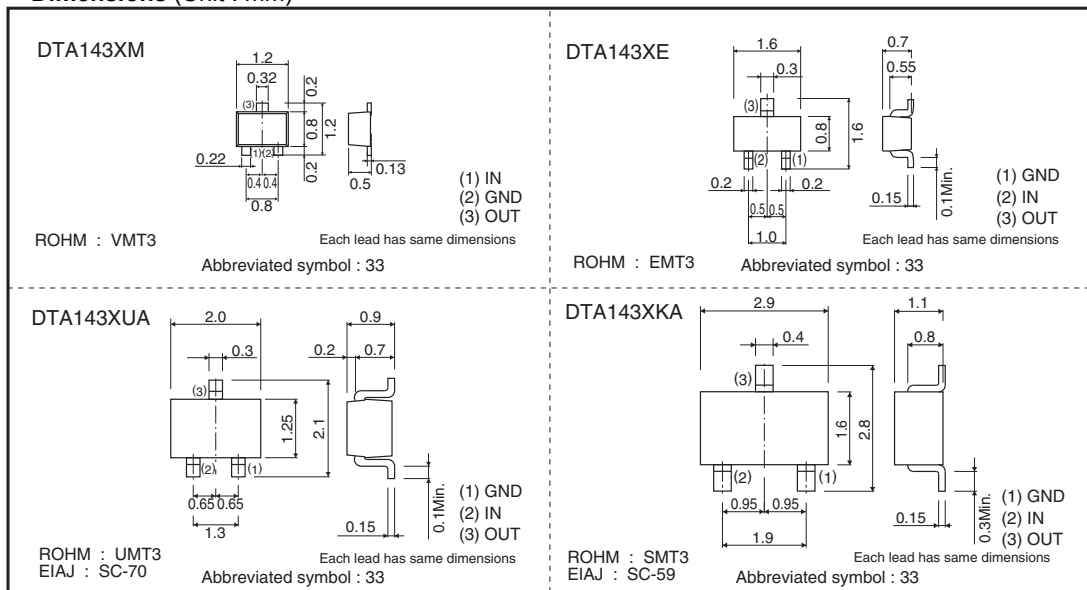 Dimensions (Unit : mm)
DTA143XM
1.2
0.32
0.2
(3)
0.8
1.2
(1)
(2)
0.22
0.2
0.4
0.4
0.8
0.13
0.5
(1) IN
(2) GND
(3) OUT
ROHM : VMT3
Each lead has same dimensions
Abbreviated symbol : 33
DTA143XE
1.6
0.3
0.7
0.55
(3)
0.8
1.6
(2)
(1)
0.2
0.2
0.5
0.5
1.0
0.15
0.1Min.
(1) GND
(2) IN
(3) OUT
Each lead has same dimensions
ROHM : EMT3
Abbreviated symbol : 33
DTA143XUA
2.0
0.3
0.9
0.2
0.7
(3)
1.25
2.1
(2)
(1)
0.65
0.65
1.3
0.15
0.1Min.
(1) GND
(2) IN
(3) OUT
ROHM : UMT3
EIAJ : SC-70
Each lead has same dimensions
Abbreviated symbol : 33
DTA143XKA
2.9
0.4
1.1
0.8
(3)
1.6
2.8
(2)
(1)
0.95
0.95
1.9
0.15
0.3Min.
(1) GND
(2) IN
(3) OUT
ROHM : SMT3
EIAJ : SC-59
Each lead has same dimensions
Abbreviated symbol : 33